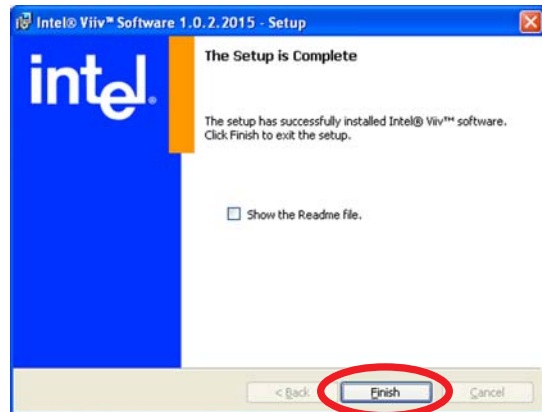 Intel® Viiv™ Software 1.0.2.2015 - Setup
intel®
The Setup is Complete
The setup has successfully installed Intel® Viiv™ software.
Click Finish to exit the setup.
Show the Readme file.
< Back
Finish
Cancel